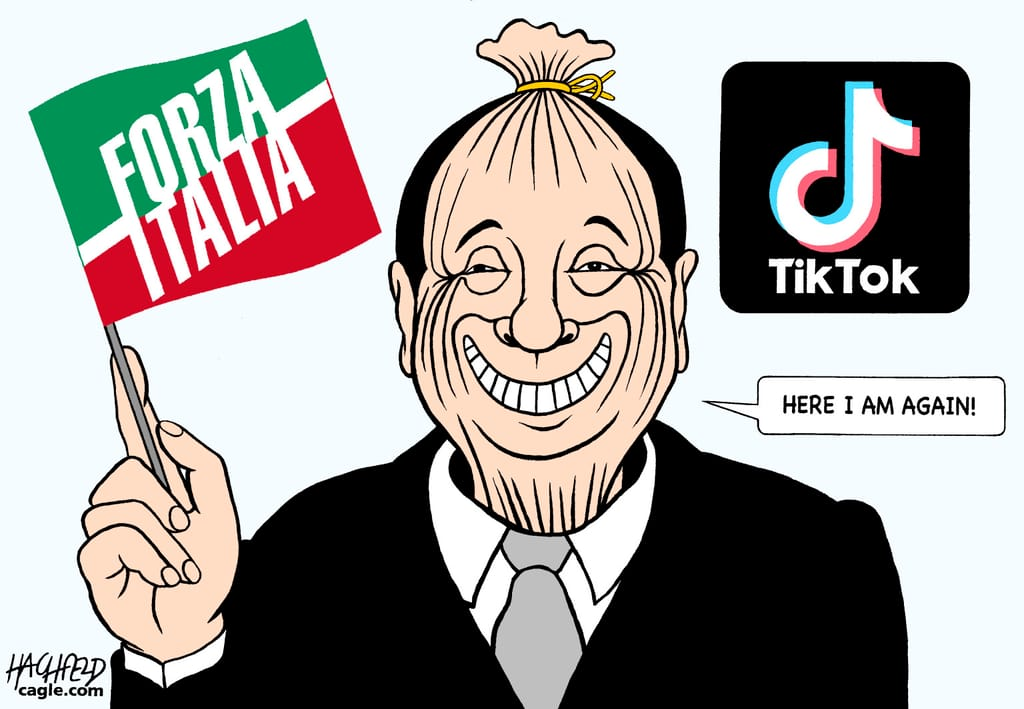 FORZA
ITALIA
TikTok
HERE I AM AGAIN!
HACHFELD
cagle.com